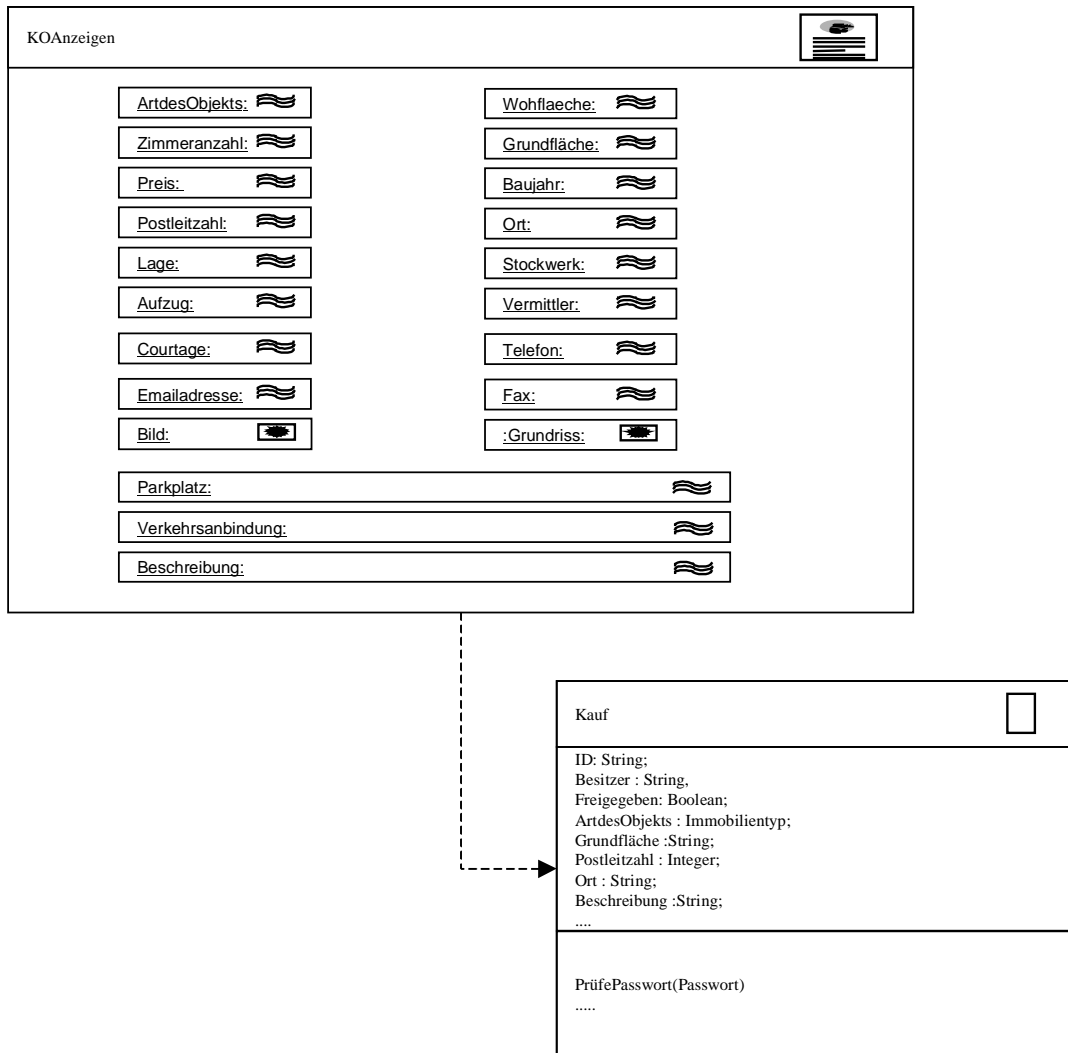 KOAnzeigen
ArtdesObjekts:
Wohflaeche:
Zimmeranzahl:
Grundfläche:
Preis:
Baujahr:
Postleitzahl:
Ort:
Lage:
Stockwerk:
Aufzug:
Vermittler:
Courtage:
Telefon:
Emailadresse:
Fax:
Bild:
:Grundriss:
Parkplatz:
Verkehrsanbindung:
Beschreibung:
Kauf
ID: String;
Besitzer : String,
Freigegeben: Boolean;
ArtdesObjekts : Immobilientyp;
Grundfläche :String;
Postleitzahl : Integer;
Ort : String;
Beschreibung :String;
....
PrüfePasswort(Passwort)
.....